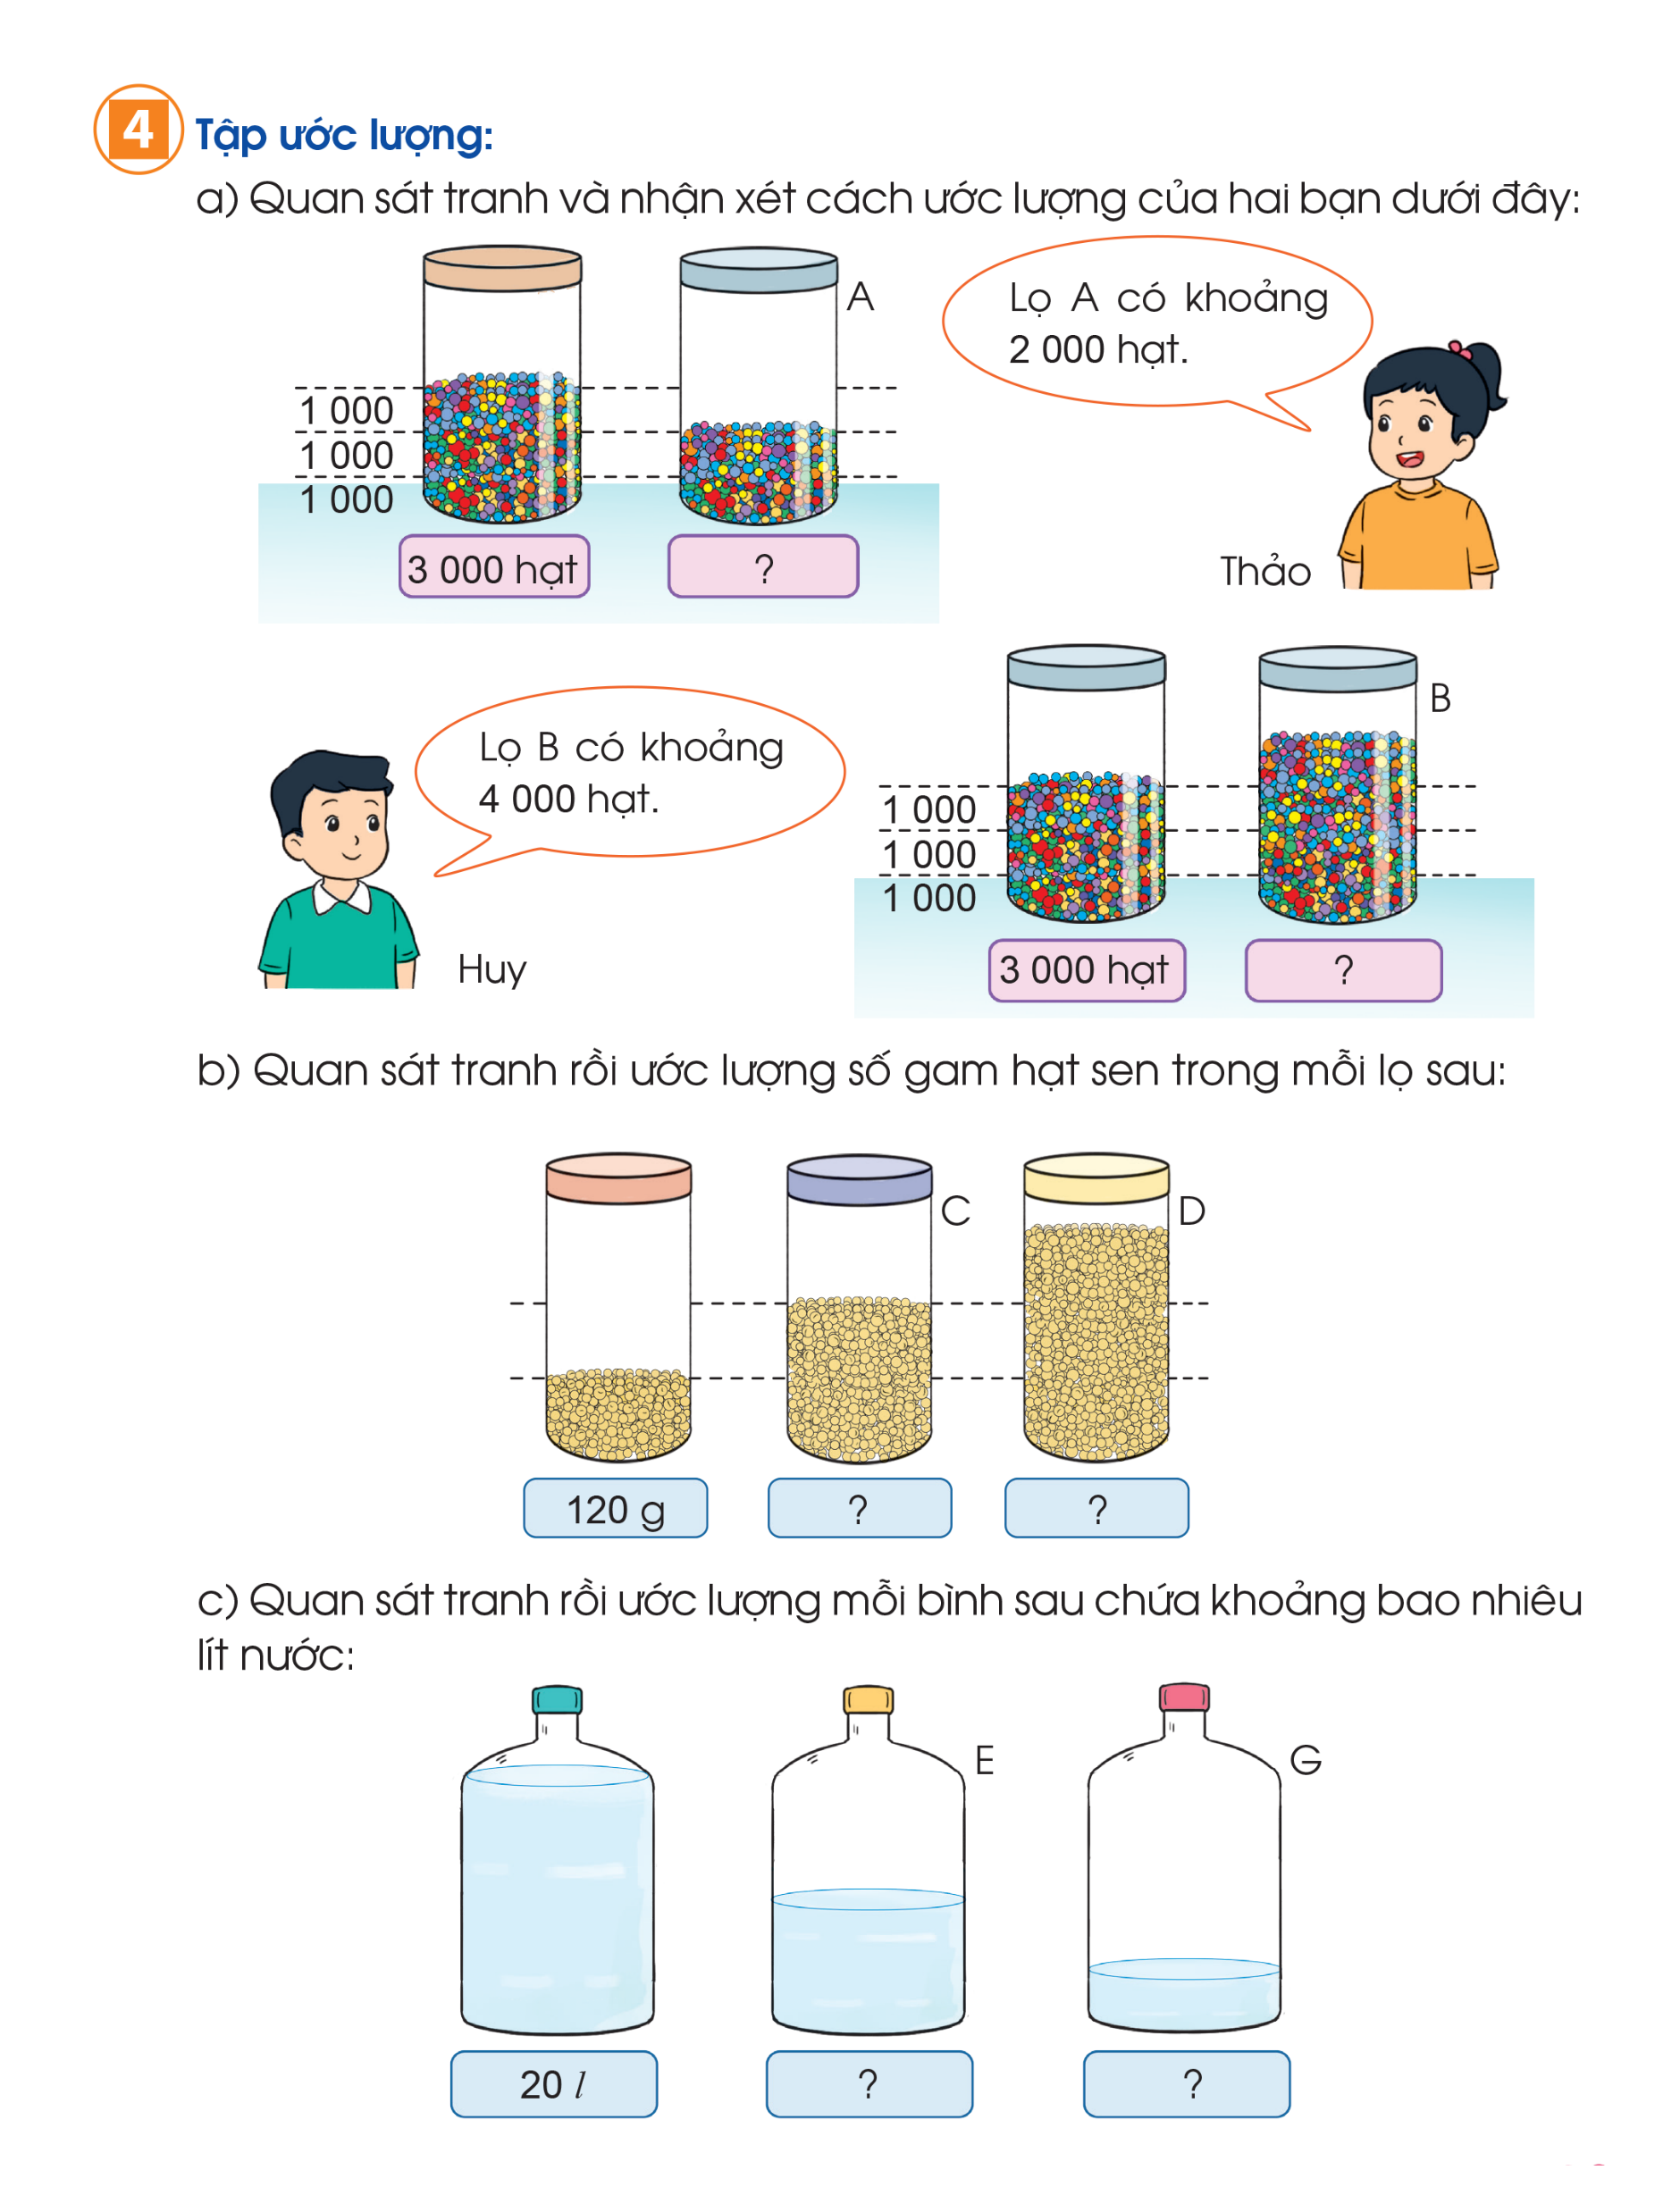 4 Tập ước lượng:
a) Quan sát tranh và nhận xét cách ước lượng của hai bạn dưới đây:
A
Lọ A có khoảng
2 000 hạt.
1 000
1 000
1 000
3 000 hạt
?
Thảo
B
Lọ B có khoảng
4 000 hạt.
1 000
1 000
1 000
Huy
3 000 hạt
?
b) Quan sát tranh rồi ước lượng số gam hạt sen trong mỗi lọ sau:
C
D
120 g
?
?
c) Quan sát tranh rồi ước lượng mỗi bình sau chứa khoảng bao nhiêu
lít nước:
E
G
20 l
?
?